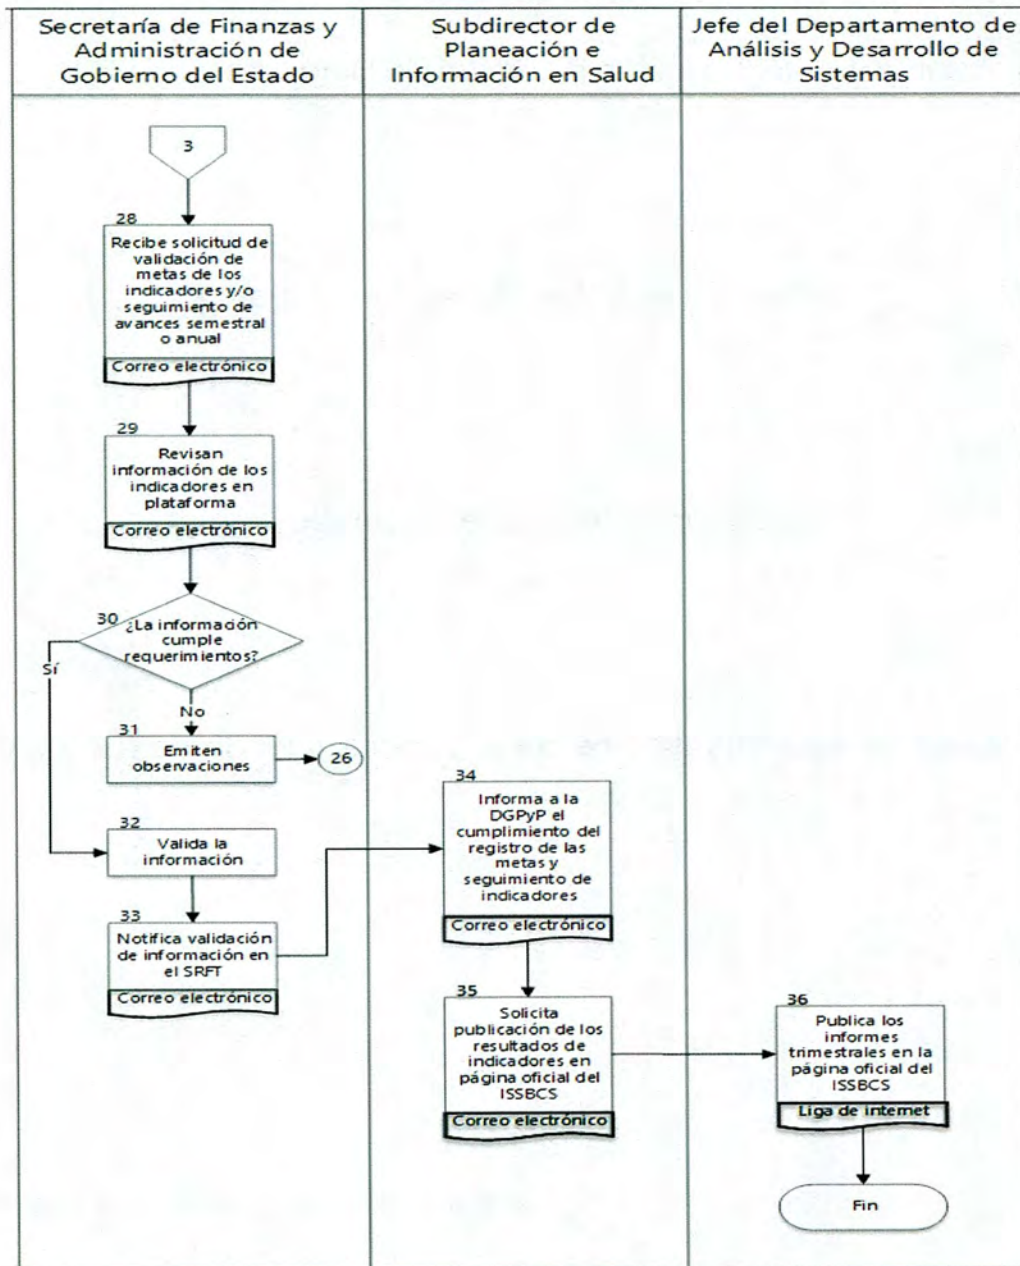 Secretaría de Finanzas y
Administración de
Gobierno del Estado
Subdirector de
Planeación e
Información en Salud
Jefe del Departamento de
Análisis y Desarrollo de
Sistemas
3
28
Recibe solicitud de
validación de
metas de los
indicadores y/o
seguimiento de
avances semestral
o anual
Correo electrónico
29
Revisan
información de los
indicadores en
plataforma
Correo electrónico
30
¿La información
cumple
requerimientos?
Sí
No
31
Emiten
observaciones
26
32
Valida la
información
33
Notifica validación
de información en
el SRFT
Correo electrónico
34
Informa a la
DGPyP el
cumplimiento del
registro de las
metas y
seguimiento de
indicadores
Correo electrónico
35
Solicita
publicación de los
resultados de
indicadores en
página oficial del
ISSBCS
Correo electrónico
36
Publica los
informes
trimestrales en la
página oficial del
ISSBCS
Liga de internet
Fin